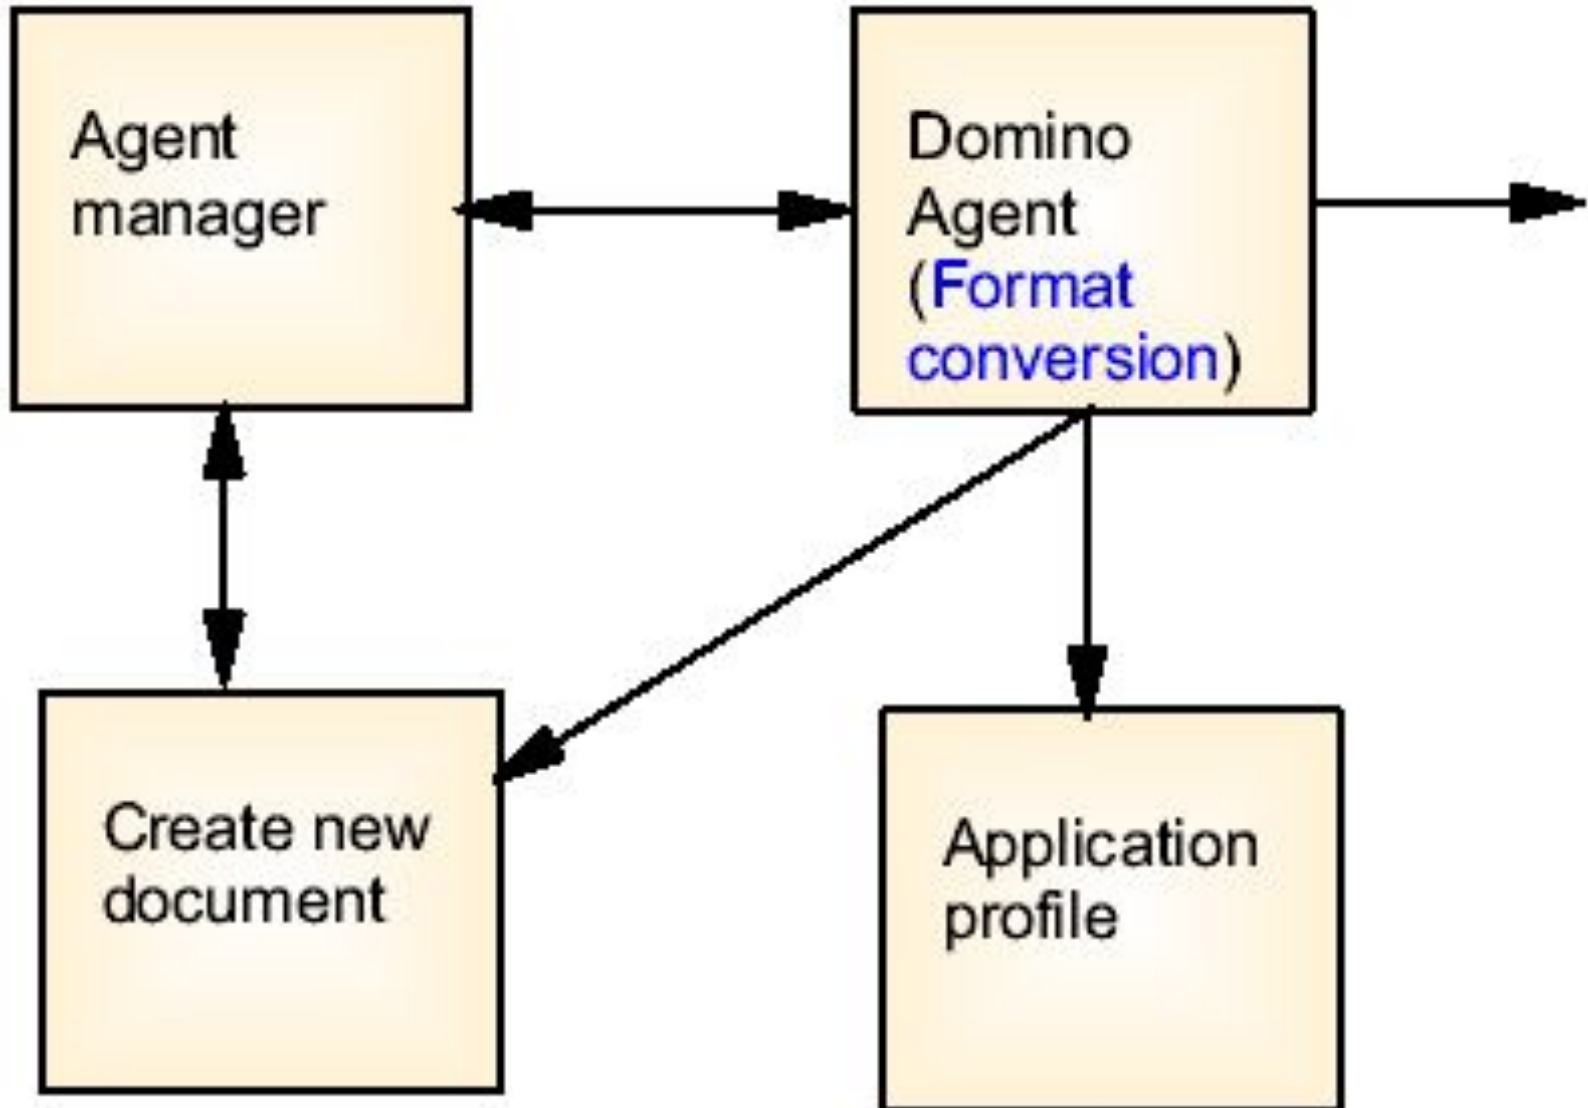 Agent
manager
Domino
Agent
(Format
conversion)
Create new
document
Application
profile